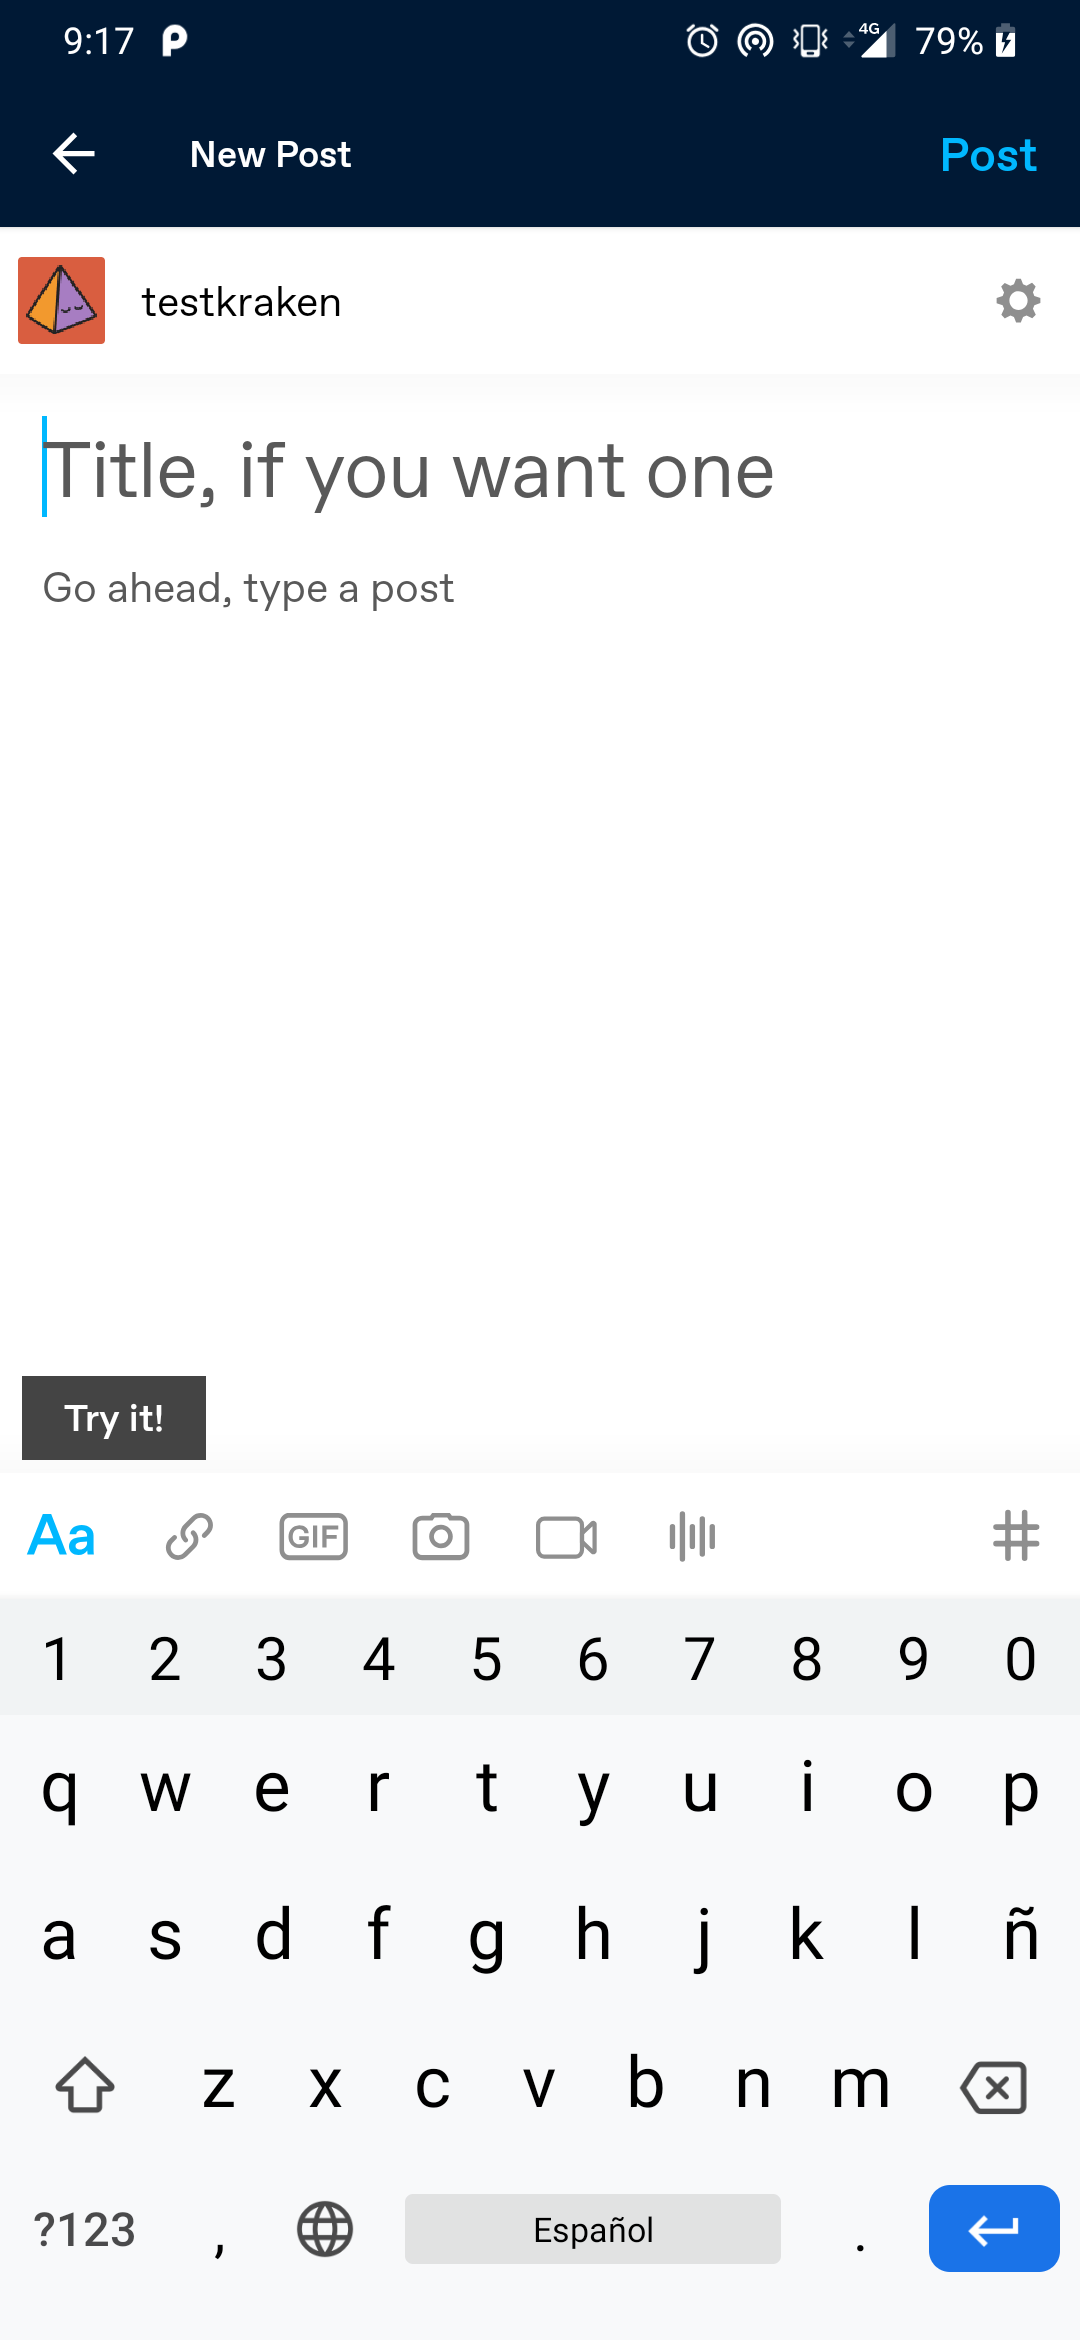 9:17 4G 79%
New Post Post
testkraken
Title, if you want one
Go ahead, type a post
Try it!
Aa GIF #
1 2 3 4 5 6 7 8 9 0
q w e r t y u i o p
a s d f g h j k l ñ
z x c v b n m
?123 , Español .